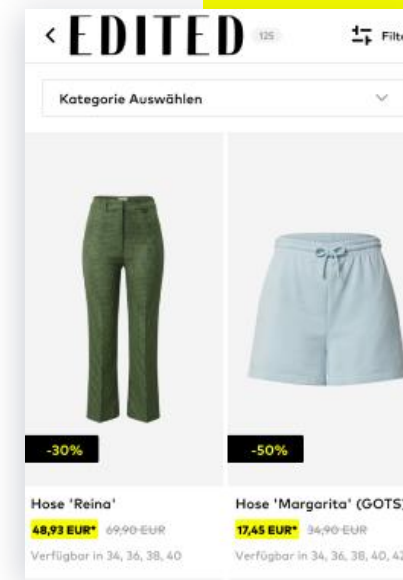 EDITED 125 Filte
Kategorie Auswählen
-30%
-50%
Hose 'Reina'
48,93 EUR* 69,90 EUR
Verfügbar in 34, 36, 38, 40
Hose 'Margarita' (GOTS)
17,45 EUR* 34,90 EUR
Verfügbar in 34, 36, 38, 40, 42